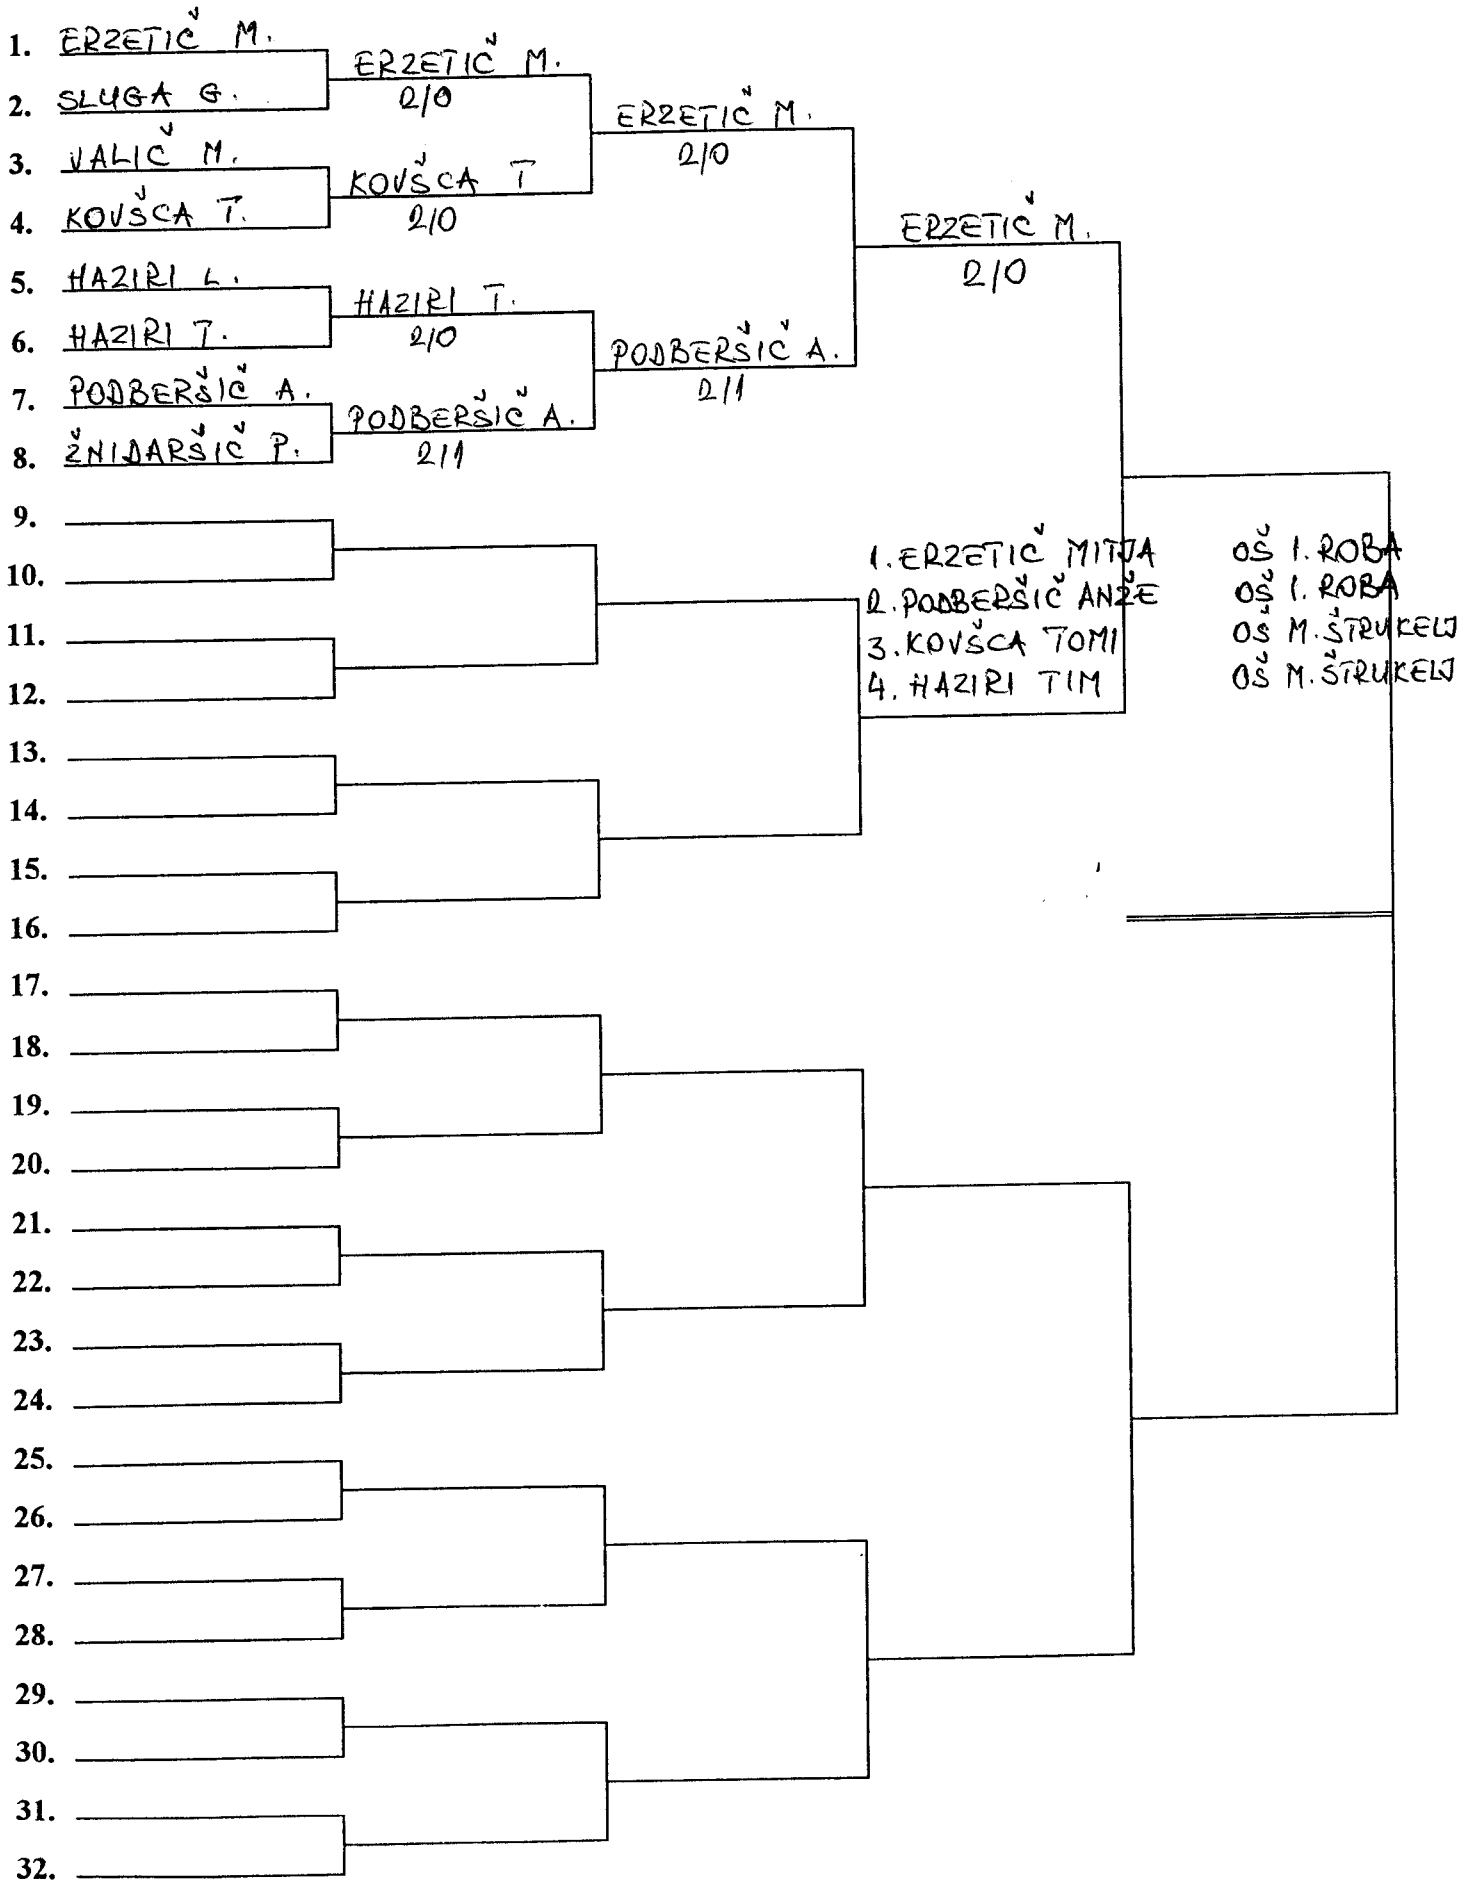 1. ERZETIČ M.
2. SLUGA G.
3. VALIČ M.
4. KOVŠCA T.
5. HAZIRI L.
6. HAZIRI T.
7. PODBERŠIČ A.
8. ŽNIDARŠIČ P.
9.
10.
11.
12.
13.
14.
15.
16.
17.
18.
19.
20.
21.
22.
23.
24.
25.
26.
27.
28.
29.
30.
31.
32.
ERZETIČ M.
2/0
KOVŠCA T
2/0
HAZIRI T.
2/0
PODBERŠIČ A.
2/1
ERZETIČ M.
2/0
PODBERŠIČ A.
2/1
ERZETIČ M.
2/0
1. ERZETIČ MITJA OŠ I. ROBA
2. PODBERŠIČ ANŽE OŠ I. ROBA
3. KOVŠCA TOMI OŠ M. ŠTRUKELJ
4. HAZIRI TIM OŠ M. ŠTRUKELJ